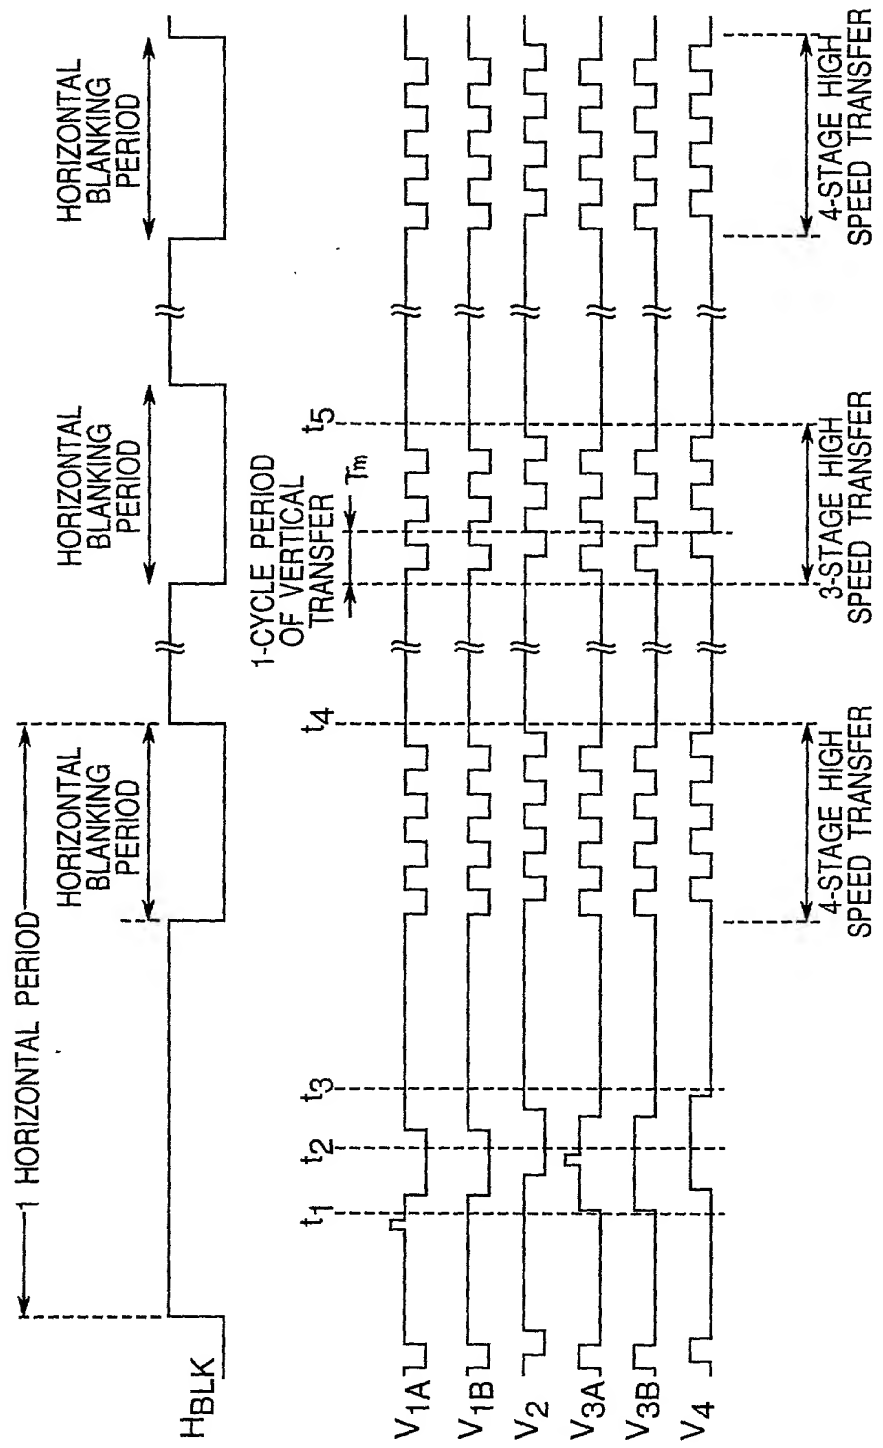 1 HORIZONTAL PERIOD
HORIZONTAL
BLANKING
PERIOD
HORIZONTAL
BLANKING
PERIOD
HORIZONTAL
BLANKING
PERIOD
HBLK
1-CYCLE PERIOD
OF VERTICAL
TRANSFER
Tm
t1
t2
t3
t4
t5
V1A
V1B
V2
V3A
V3B
V4
4-STAGE HIGH
SPEED TRANSFER
3-STAGE HIGH
SPEED TRANSFER
4-STAGE HIGH
SPEED TRANSFER